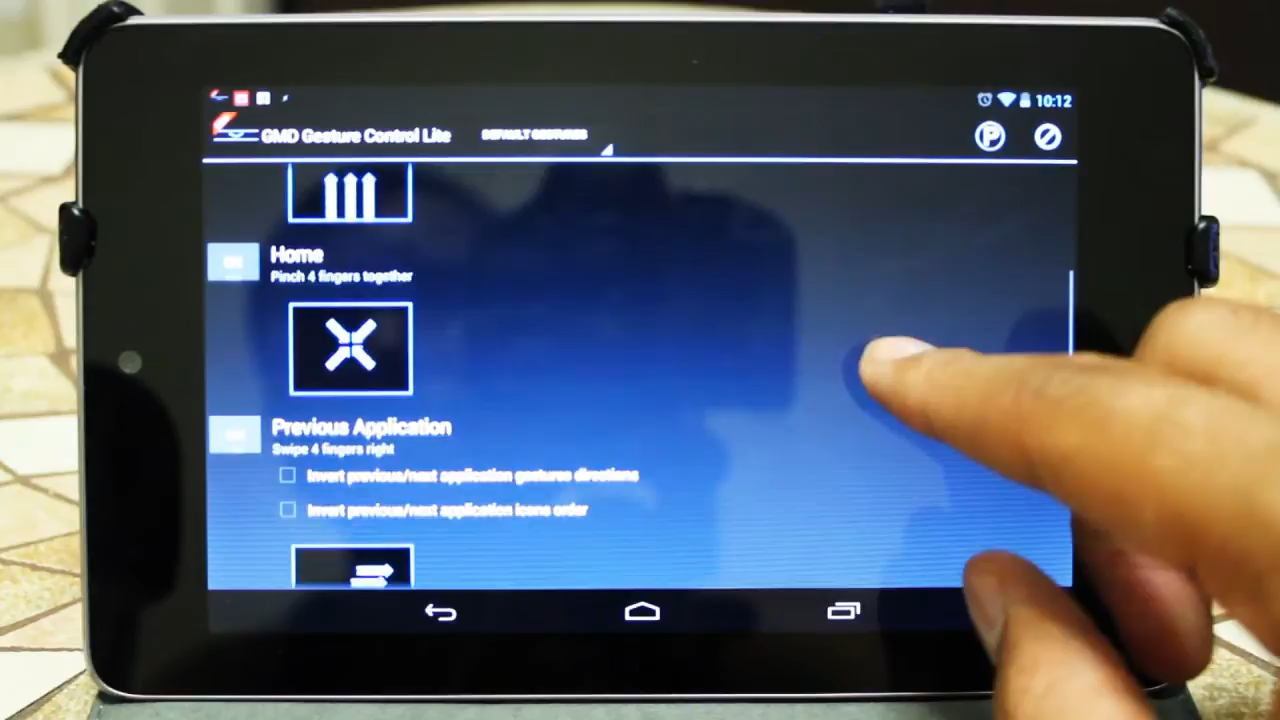 10:12
GMD Gesture Control Lite
DEFAULT GESTURES
P
Home
Pinch 4 fingers together
Previous Application
Swipe 4 fingers right
Invert previous/next application gestures directions
Invert previous/next application icons order